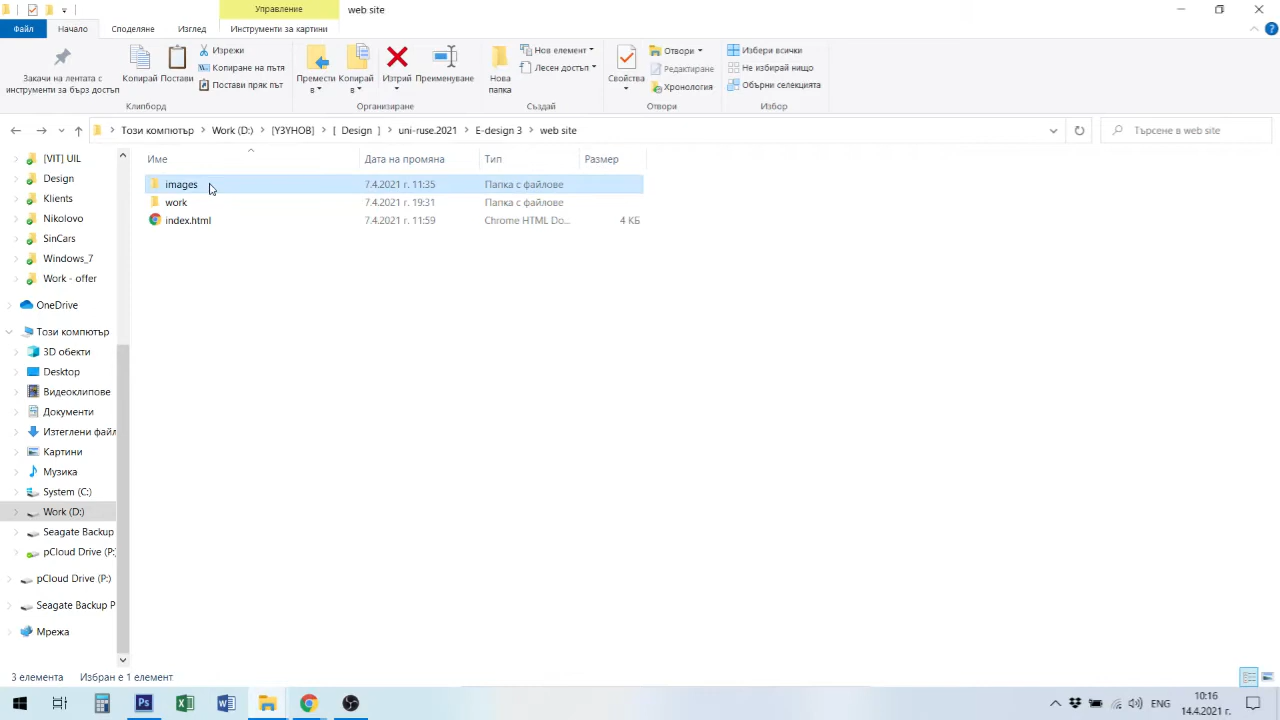 Управление
web site
Файл
Начало
Споделяне
Изглед
Инструменти за картини
Закачи на лентата с инструменти за бърз достъп
Копирай
Постави
Изрежи
Копиране на пътя
Постави пряк път
Клипборд
Премести в
Копирай в
Изтрий
Преименуване
Организиране
Нова папка
Нов елемент
Лесен достъп
Създай
Свойства
Отвори
Редактиране
Хронология
Отвори
Избери всички
Не избирай нищо
Обърни селекцията
Избор
Този компютър
Work (D:)
[УЗУНОВ]
[ Design ]
uni-ruse.2021
E-design 3
web site
Търсене в web site
Име
Дата на промяна
Тип
Размер
images 7.4.2021 г. 11:35 Папка с файлове
work 7.4.2021 г. 19:31 Папка с файлове
index.html 7.4.2021 г. 11:59 Chrome HTML Do... 4 КБ
[VIT] UIL
Design
Klients
Nikolovo
SinCars
Windows_7
Work - offer
OneDrive
Този компютър
3D обекти
Desktop
Видеоклипове
Документи
Изтеглени файл
Картини
Музика
System (C:)
Work (D:)
Seagate Backup
pCloud Drive (P:
pCloud Drive (P:)
Seagate Backup P
Мрежа
3 елемента
Избран е 1 елемент
Ps
ENG
10:16
14.4.2021 г.